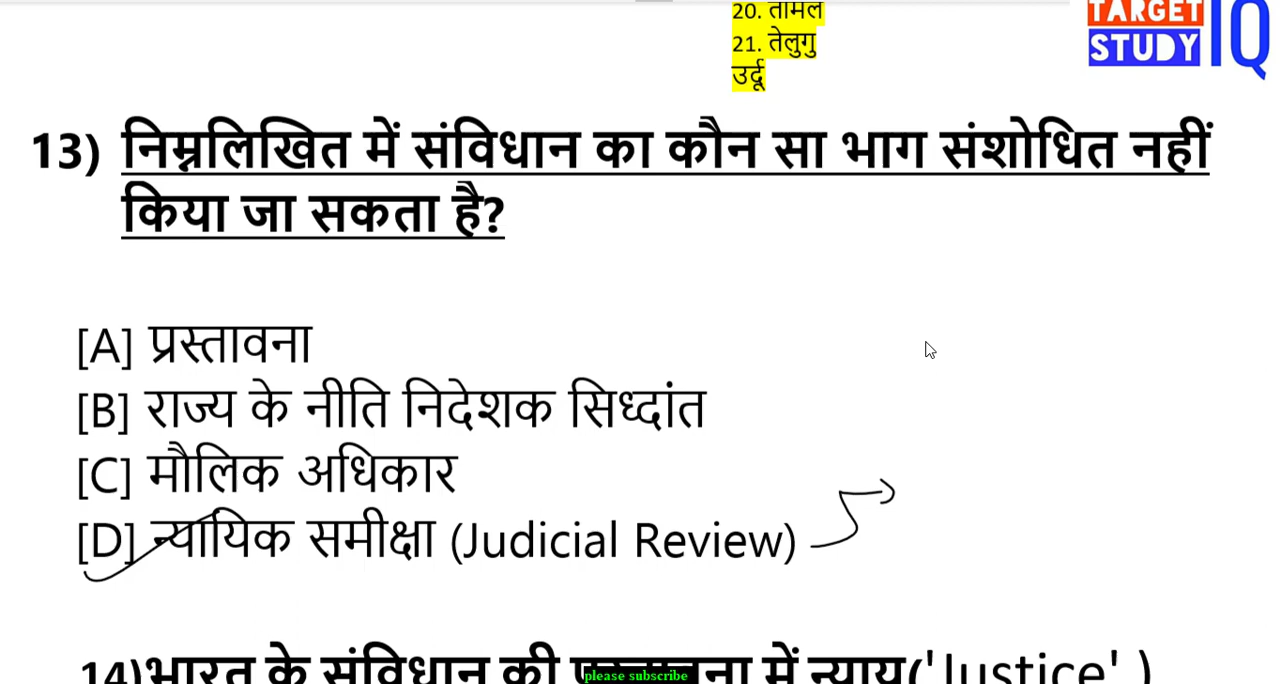 20. तमिल
TARGET
STUDY IQ
21. तेलुगु
उर्दू
13) निम्नलिखित में संविधान का कौन सा भाग संशोधित नहीं
किया जा सकता है?
[A] प्रस्तावना
[B] राज्य के नीति निदेशक सिध्दांत
[C] मौलिक अधिकार
[D] न्यायिक समीक्षा (Judicial Review)
14)भारत के संविधान की में न्याय('Justice' )
please subscribe